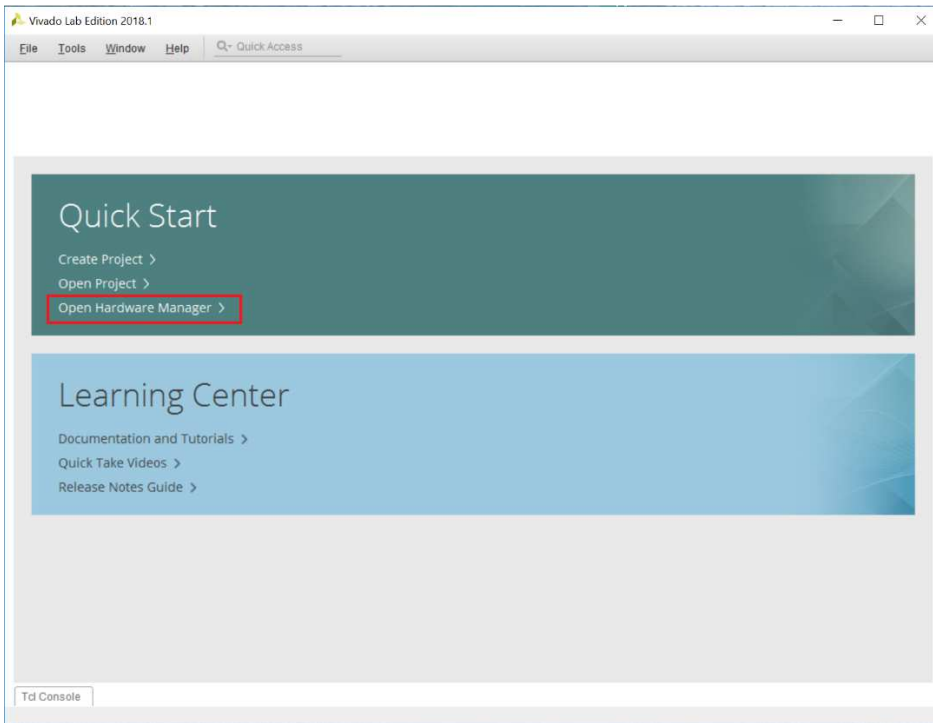 Vivado Lab Edition 2018.1
File Tools Window Help Quick Access
Quick Start
Create Project >
Open Project >
Open Hardware Manager >
Learning Center
Documentation and Tutorials >
Quick Take Videos >
Release Notes Guide >
Tcl Console